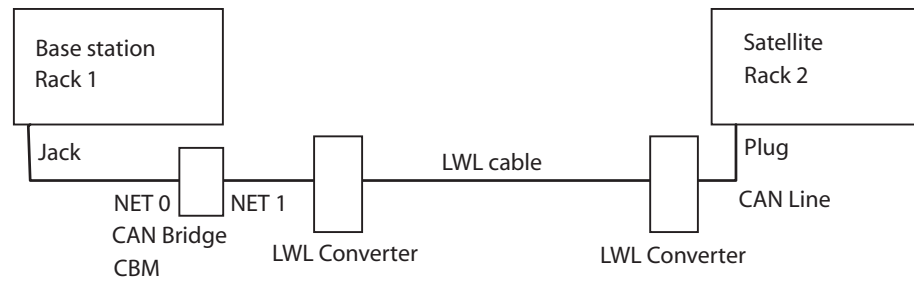 Base station
Rack 1
Satellite
Rack 2
Jack
LWL cable
Plug
NET 0
NET 1
CAN Line
CAN Bridge
CBM
LWL Converter
LWL Converter